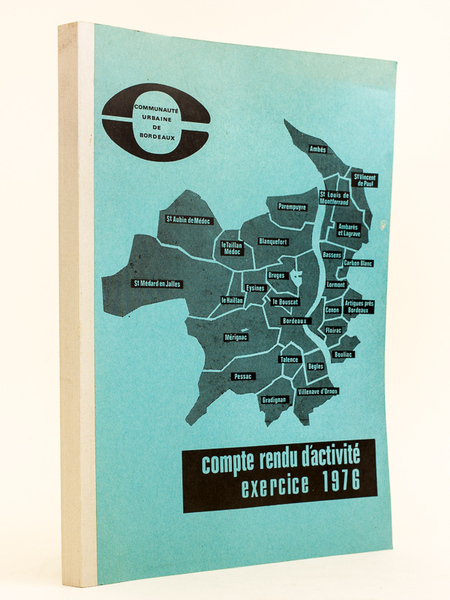 COMMUNAUTÉ
URBAINE
DE
BORDEAUX
Ambès
St Vincent
de Paul
St Louis de
Montferrand
Parempuyre
St Aubin de Médoc
Ambarès
et Lagrave
le Taillan
Médoc
Blanquefort
Bassens
Carbon Blanc
St Médard en Jalles
Bruges
Eysines
Lormont
le Haillan
le Bouscat
Cenon
Artigues près
Bordeaux
Bordeaux
Floirac
Mérignac
Bouliac
Talence
Bègles
Pessac
Villenave d'Ornon
Gradignan
compte rendu d'activité
exercice 1976